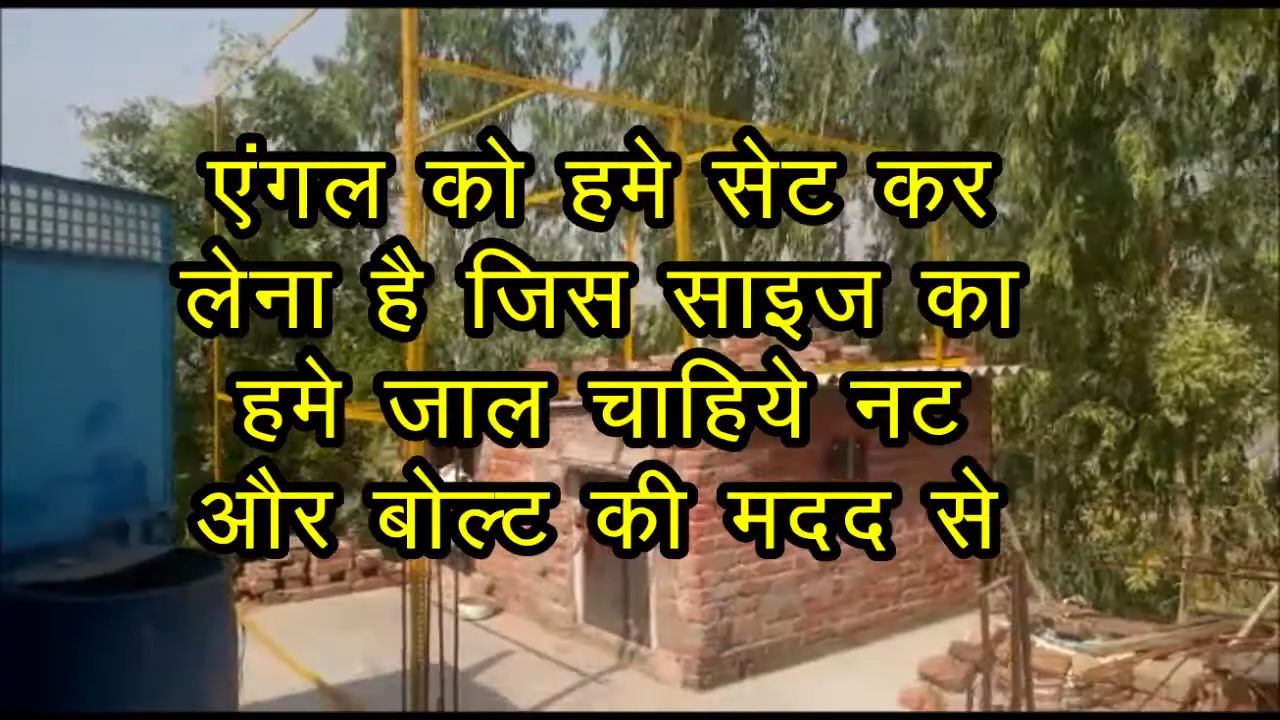 एंगल को हमे सेट कर
लेना है जिस साइज का
हमे जाल चाहिये नट
और बोल्ट की मदद से